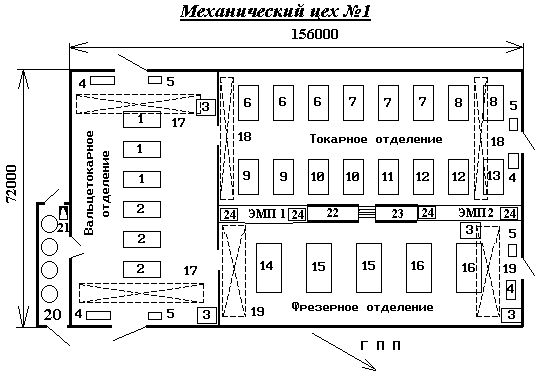 Механический цех №1
156000
72000
4 5 3
Вальцетокарное
отделение
17
1
1
1
2
2
2
17
4 5 3
21
20
6 6 6 7 7 7 8 8 5
18 Токарное отделение 18
9 9 10 10 11 12 12 13 4
24 ЭМП 1 24 22 23 24 ЭМП 2 24
3 5
14 15 15 16 16 19
4
19 Фрезерное отделение 3
Г П П